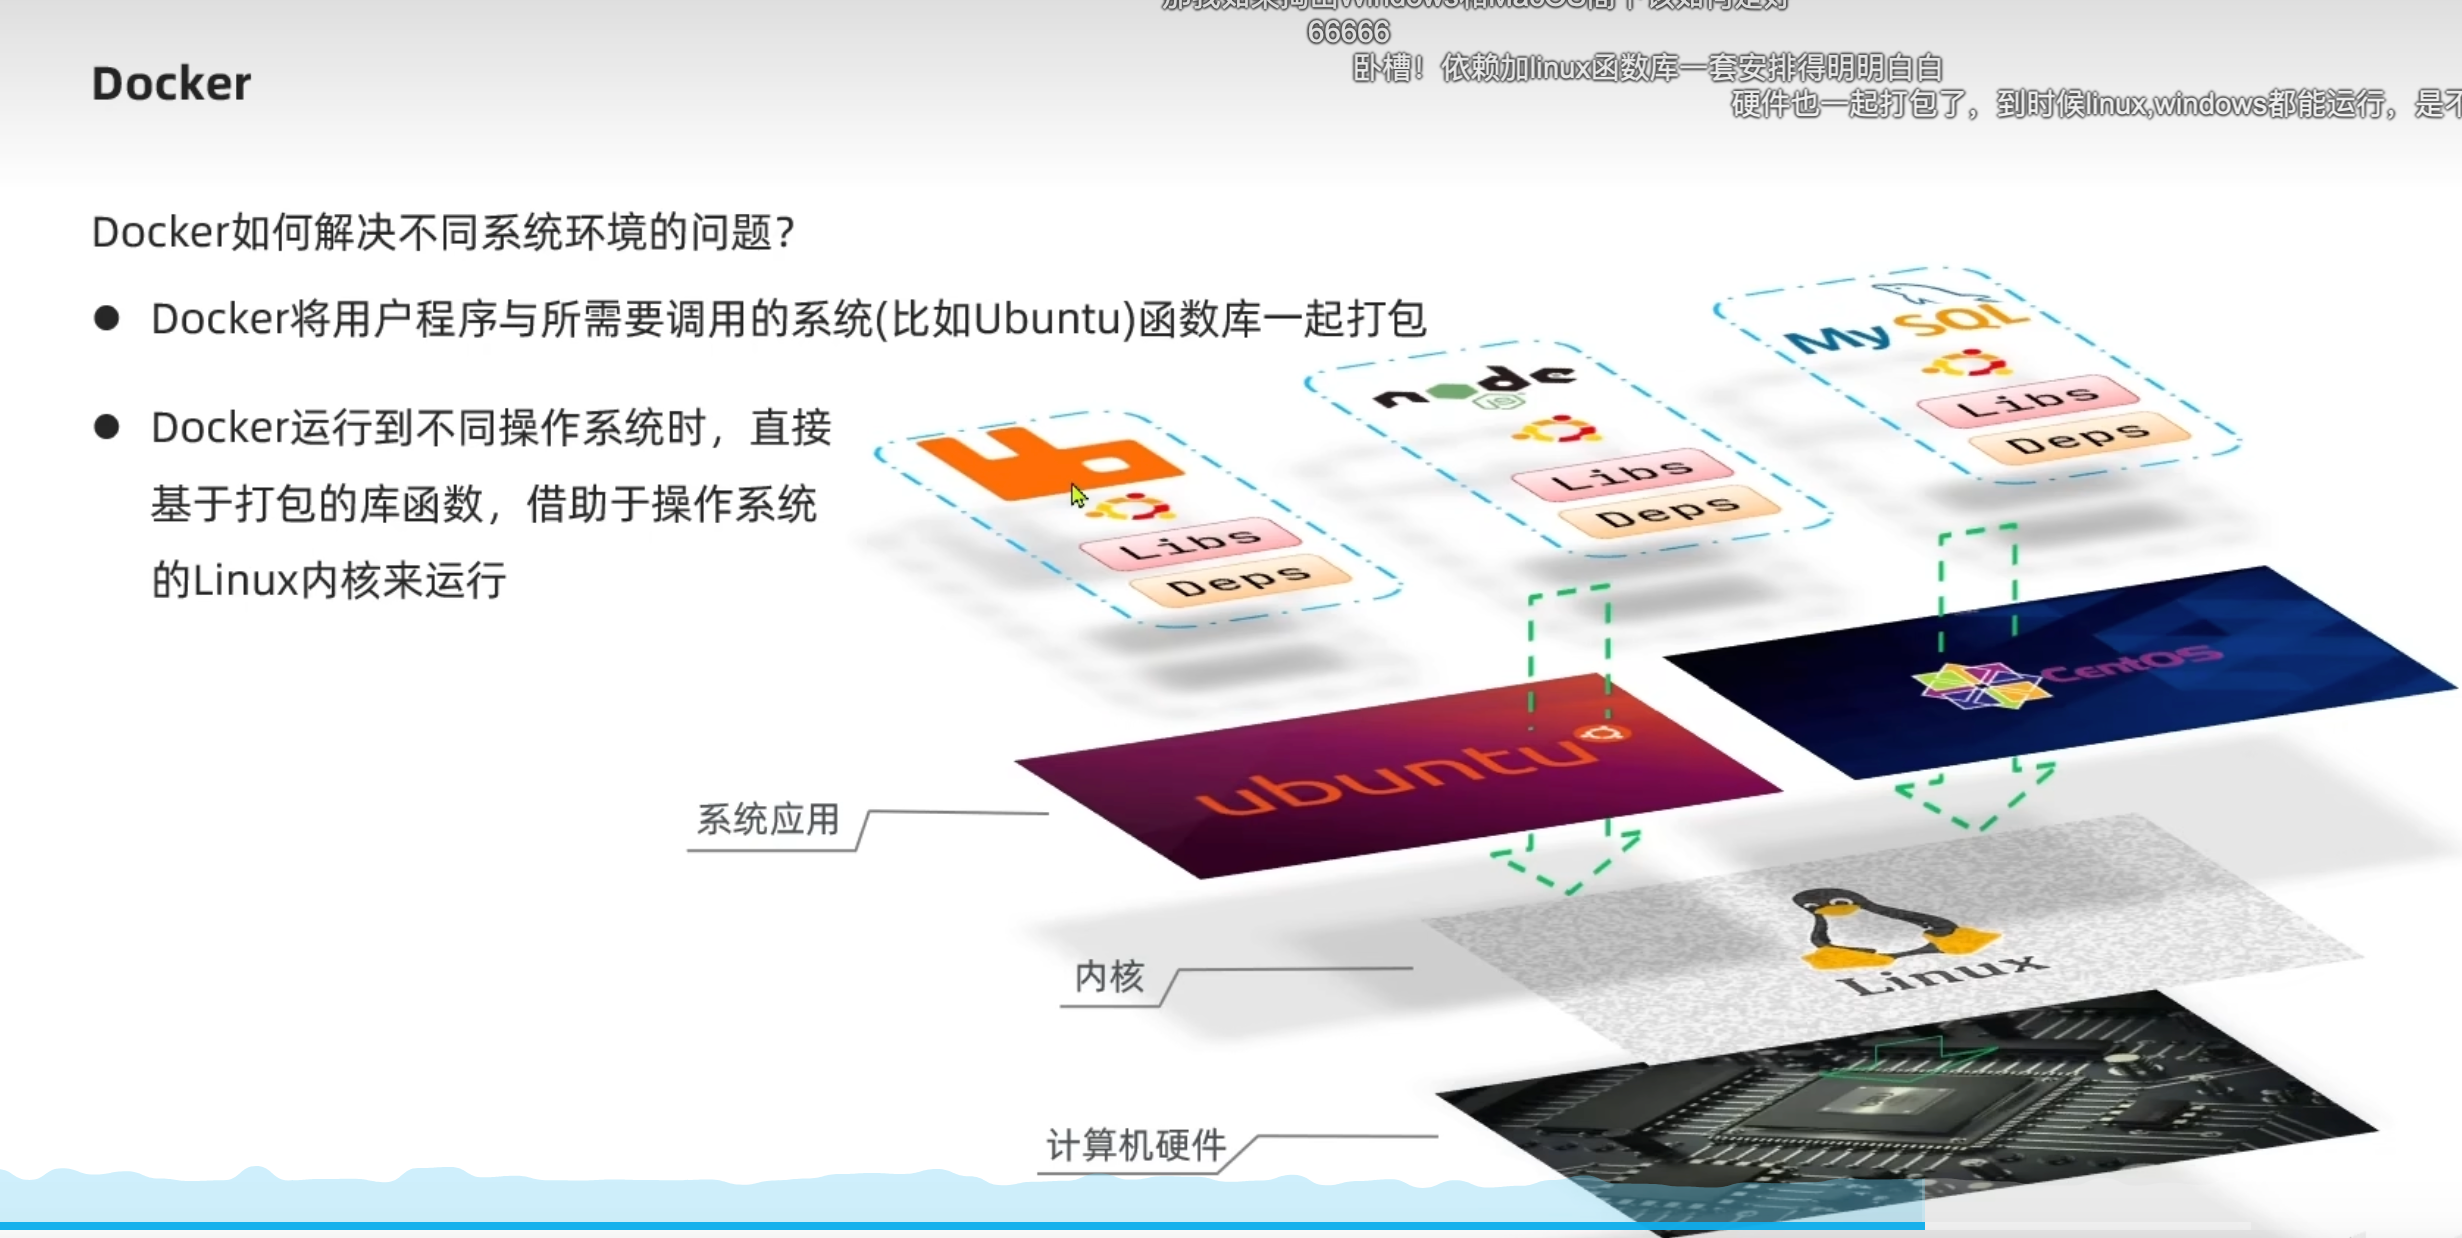 66666
卧槽！依赖加linux函数库一套安排得明明白白
硬件也一起打包了，到时候linux,windows都能运行，是不
Docker
Docker如何解决不同系统环境的问题？
Docker将用户程序与所需要调用的系统(比如Ubuntu)函数库一起打包
Docker运行到不同操作系统时，直接
基于打包的库函数，借助于操作系统
的Linux内核来运行
MySQL
Libs
Deps
node
JS
Libs
Deps
Libs
Deps
CentOS
ubuntu
系统应用
内核
Linux
计算机硬件